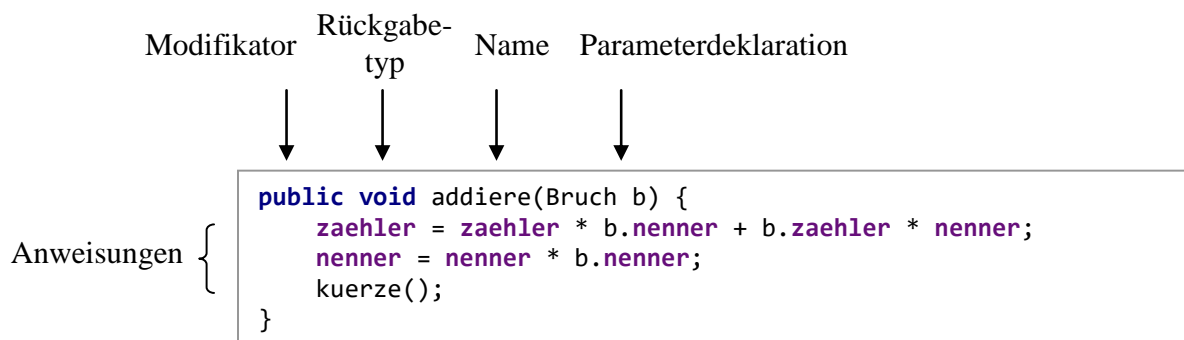 Modifikator Rückgabe-
typ Name Parameterdeklaration
public void addiere(Bruch b) {
zaehler = zaehler * b.nenner + b.zaehler * nenner;
Anweisungen
nenner = nenner * b.nenner;
kuerze();
}